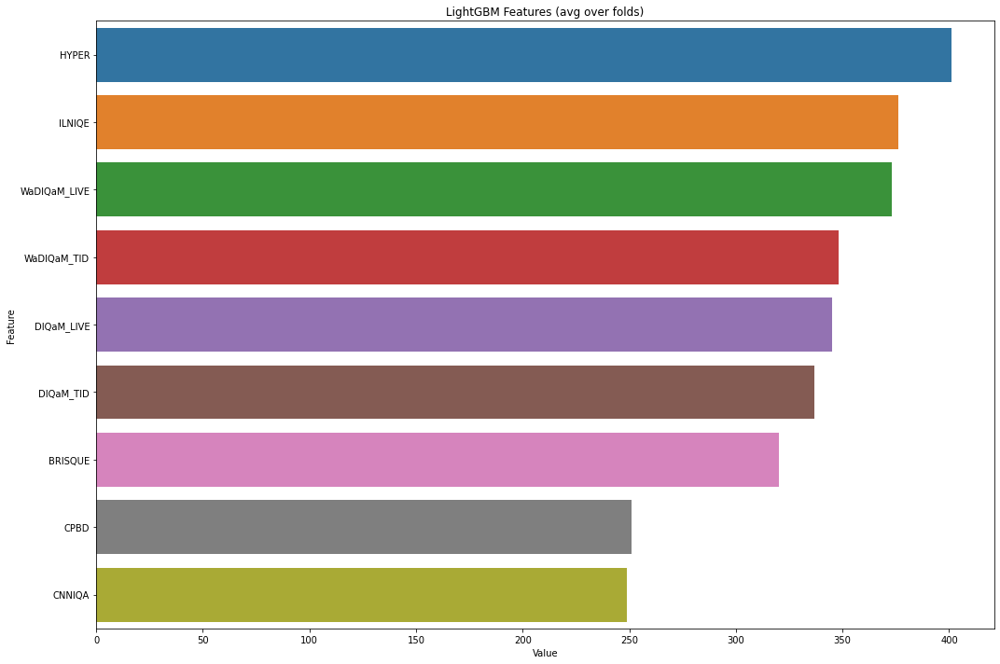 LightGBM Features (avg over folds)
HYPER
ILNIQE
WaDIQaM_LIVE
WaDIQaM_TID
DIQaM_LIVE
DIQaM_TID
BRISQUE
CPBD
CNNIQA
Feature
0 50 100 150 200 250 300 350 400
Value